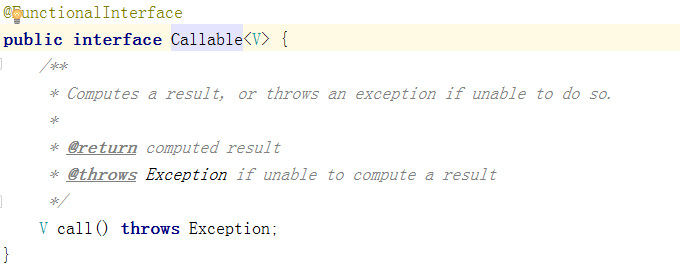 @FunctionalInterface
public interface Callable<V> {
    /**
     * Computes a result, or throws an exception if unable to do so.
     *
     * @return computed result
     * @throws Exception if unable to compute a result
     */
    V call() throws Exception;
}